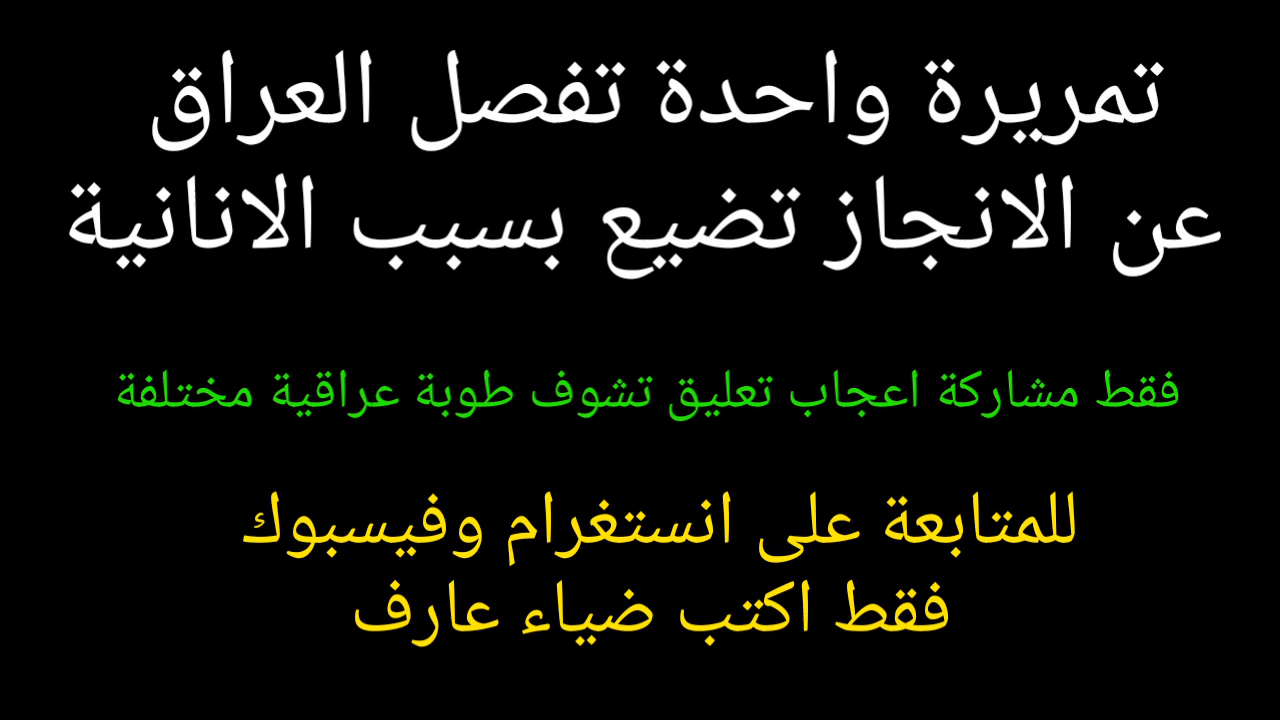 تمريرة واحدة تفصل العراق
عن الانجاز تضيع بسبب الانانية
فقط مشاركة اعجاب تعليق تشوف طوبة عراقية مختلفة
للمتابعة على انستغرام وفيسبوك
فقط اكتب ضياء عارف